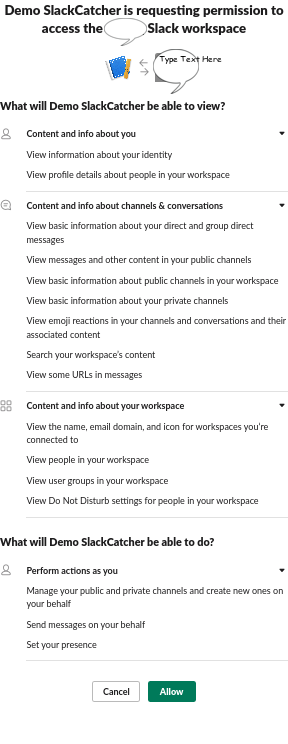 Demo SlackCatcher is requesting permission to
access the Slack workspace
Type Text Here
What will Demo SlackCatcher be able to view?
Content and info about you
View information about your identity
View profile details about people in your workspace
Content and info about channels & conversations
View basic information about your direct and group direct
messages
View messages and other content in your public channels
View basic information about public channels in your workspace
View basic information about your private channels
View emoji reactions in your channels and conversations and their
associated content
Search your workspace's content
View some URLs in messages
Content and info about your workspace
View the name, email domain, and icon for workspaces you're
connected to
View people in your workspace
View user groups in your workspace
View Do Not Disturb settings for people in your workspace
What will Demo SlackCatcher be able to do?
Perform actions as you
Manage your public and private channels and create new ones on
your behalf
Send messages on your behalf
Set your presence
Cancel Allow